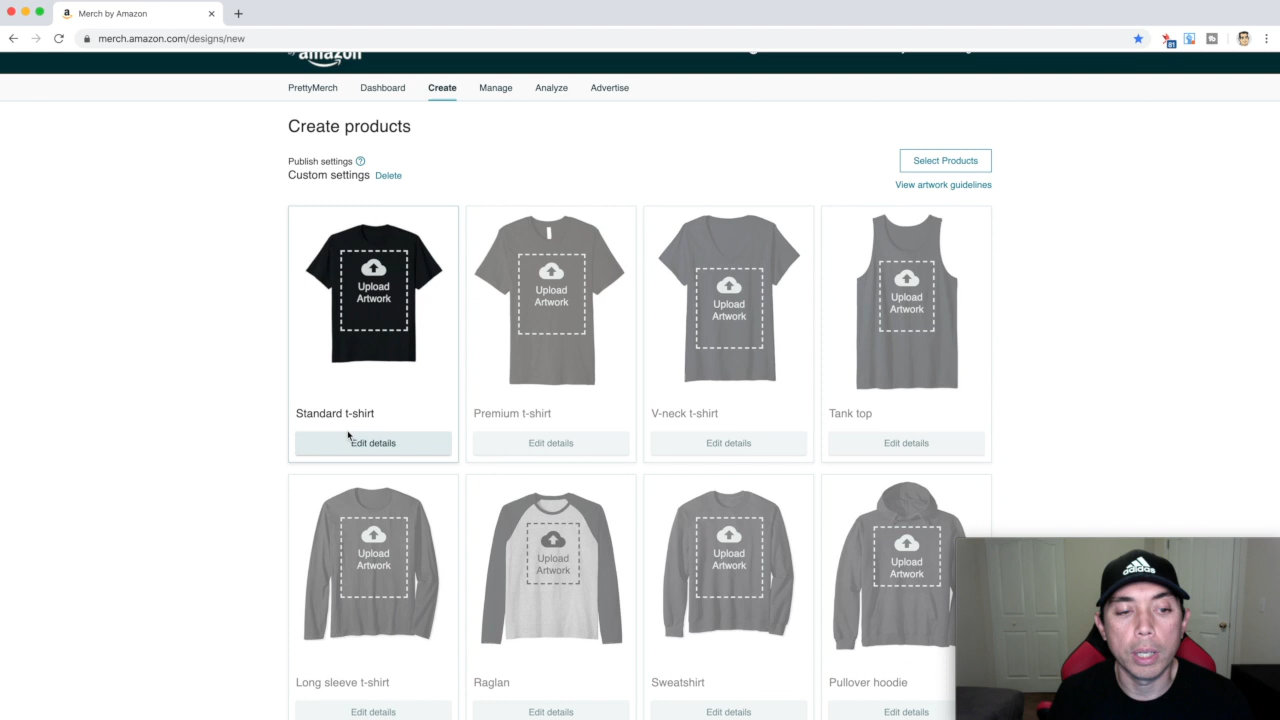 Merch by Amazon
merch.amazon.com/designs/new
81
amazon
PrettyMerch Dashboard Create Manage Analyze Advertise
Create products
Publish settings
Custom settings Delete
Select Products
View artwork guidelines
Upload Artwork
Upload Artwork
Upload Artwork
Upload Artwork
Standard t-shirt
Premium t-shirt
V-neck t-shirt
Tank top
Edit details
Edit details
Edit details
Edit details
Upload Artwork
Upload Artwork
Upload Artwork
Upload Artwork
Long sleeve t-shirt
Raglan
Sweatshirt
Pullover hoodie
Edit details
Edit details
Edit details
Edit details
adidas